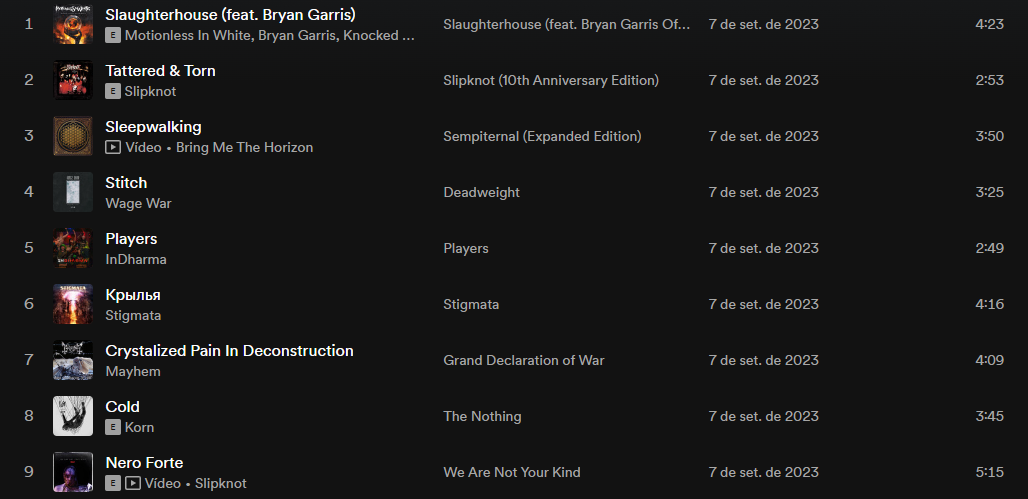 1 Slaughterhouse (feat. Bryan Garris) Slaughterhouse (feat. Bryan Garris Of... 7 de set. de 2023 4:23
E Motionless In White, Bryan Garris, Knocked ...
2 Tattered & Torn Slipknot (10th Anniversary Edition) 7 de set. de 2023 2:53
E Slipknot
3 Sleepwalking Sempiternal (Expanded Edition) 7 de set. de 2023 3:50
Vídeo • Bring Me The Horizon
4 Stitch Deadweight 7 de set. de 2023 3:25
Wage War
5 Players Players 7 de set. de 2023 2:49
InDharma
6 Крылья Stigmata 7 de set. de 2023 4:16
Stigmata
7 Crystalized Pain In Deconstruction Grand Declaration of War 7 de set. de 2023 4:09
Mayhem
8 Cold The Nothing 7 de set. de 2023 3:45
E Korn
9 Nero Forte We Are Not Your Kind 7 de set. de 2023 5:15
E Vídeo • Slipknot